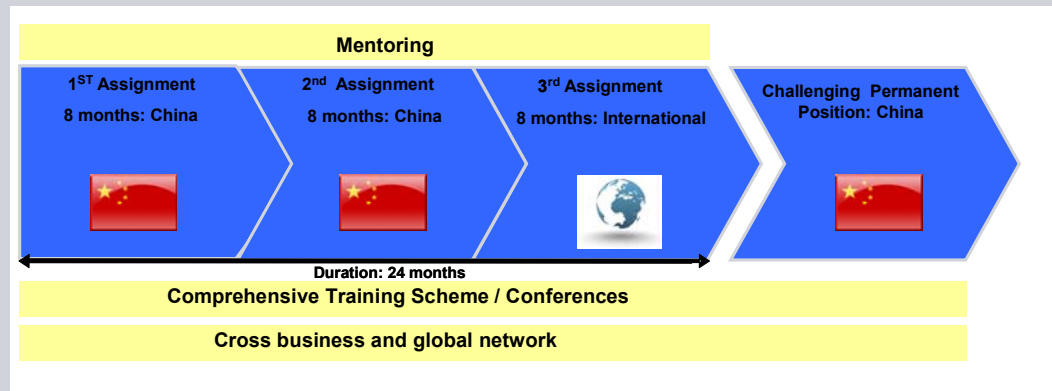 Mentoring
1ST Assignment
8 months: China
2nd Assignment
8 months: China
3rd Assignment
8 months: International
Challenging Permanent
Position: China
Duration: 24 months
Comprehensive Training Scheme / Conferences
Cross business and global network